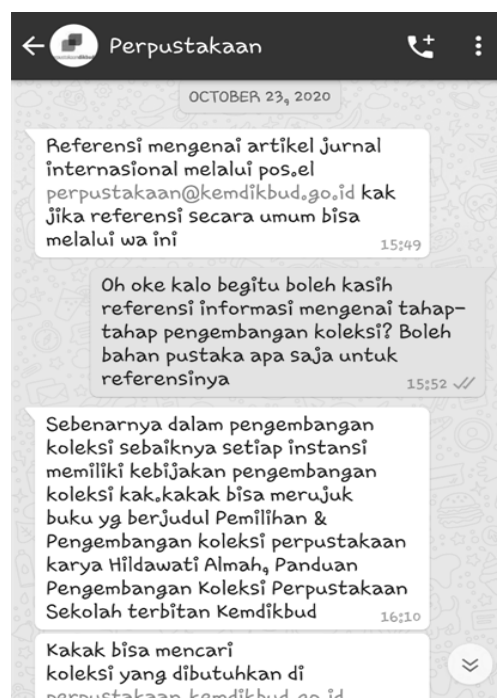 Perpustakaan
OCTOBER 23, 2020
Referensi mengenai artikel jurnal
internasional melalui pos.el
perpustakaan@kemdikbud.go.id kak
jika referensi secara umum bisa
melalui wa ini
15:49
Oh oke kalo begitu boleh kasih
referensi informasi mengenai tahap-
tahap pengembangan koleksi? Boleh
bahan pustaka apa saja untuk
referensinya
15:52
Sebenarnya dalam pengembangan
koleksi sebaiknya setiap instansi
memiliki kebijakan pengembangan
koleksi kak.kakak bisa merujuk
buku yg berjudul Pemilihan &
Pengembangan koleksi perpustakaan
karya Hildawati Almah, Panduan
Pengembangan Koleksi Perpustakaan
Sekolah terbitan Kemdikbud
16:10
Kakak bisa mencari
koleksi yang dibutuhkan di
perpustakaan.kemdikbud.go.id